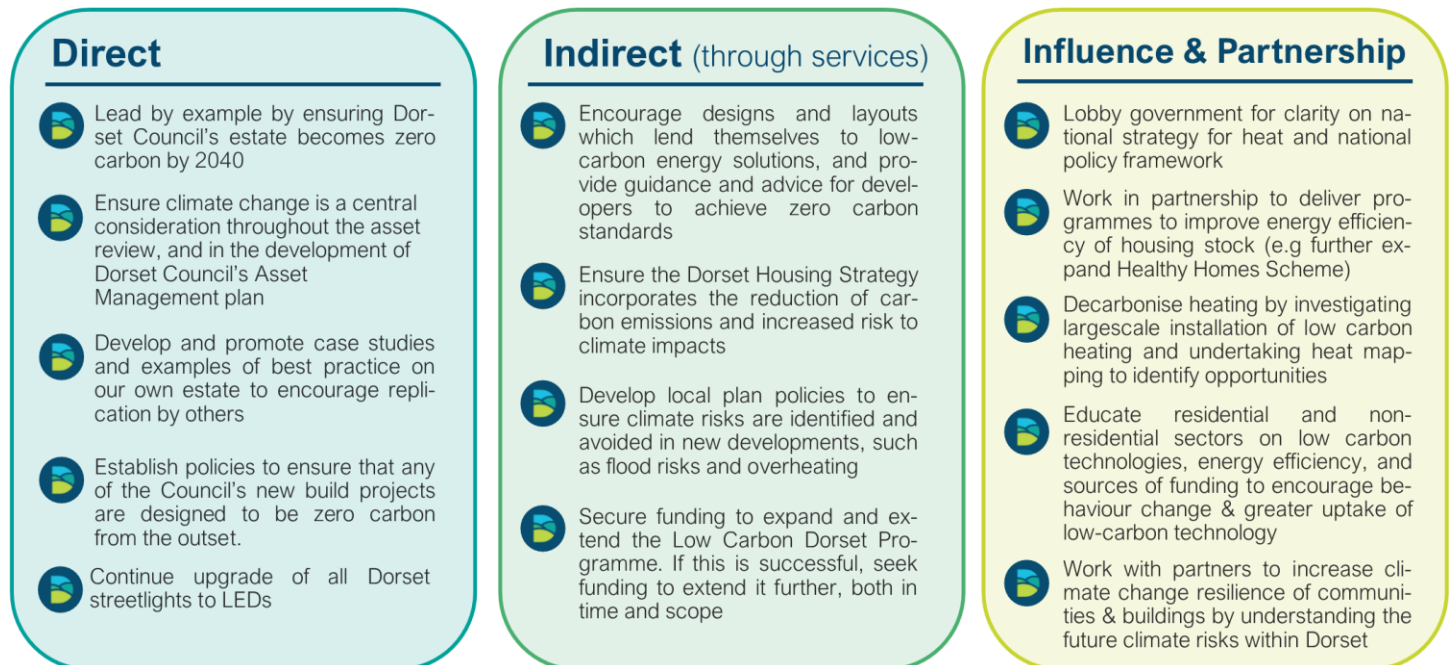 Direct
Lead by example by ensuring Dor-
set Council's estate becomes zero
carbon by 2040
Ensure climate change is a central
consideration throughout the asset
review, and in the development of
Dorset Council's Asset
Management plan
Develop and promote case studies
and examples of best practice on
our own estate to encourage repli-
cation by others
Establish policies to ensure that any
of the Council's new build projects
are designed to be zero carbon
from the outset.
Continue upgrade of all Dorset
streetlights to LEDs
Indirect (through services)
Encourage designs and layouts
which lend themselves to low-
carbon energy solutions, and pro-
vide guidance and advice for devel-
opers to achieve zero carbon
standards
Ensure the Dorset Housing Strategy
incorporates the reduction of car-
bon emissions and increased risk to
climate impacts
Develop local plan policies to en-
sure climate risks are identified and
avoided in new developments, such
as flood risks and overheating
Secure funding to expand and ex-
tend the Low Carbon Dorset Pro-
gramme. If this is successful, seek
funding to extend it further, both in
time and scope
Influence & Partnership
Lobby government for clarity on na-
tional strategy for heat and national
policy framework
Work in partnership to deliver pro-
grammes to improve energy efficien-
cy of housing stock (e.g further ex-
pand Healthy Homes Scheme)
Decarbonise heating by investigating
largescale installation of low carbon
heating and undertaking heat map-
ping to identify opportunities
Educate residential and non-
residential sectors on low carbon
technologies, energy efficiency, and
sources of funding to encourage be-
haviour change & greater uptake of
low-carbon technology
Work with partners to increase cli-
mate change resilience of communi-
ties & buildings by understanding the
future climate risks within Dorset